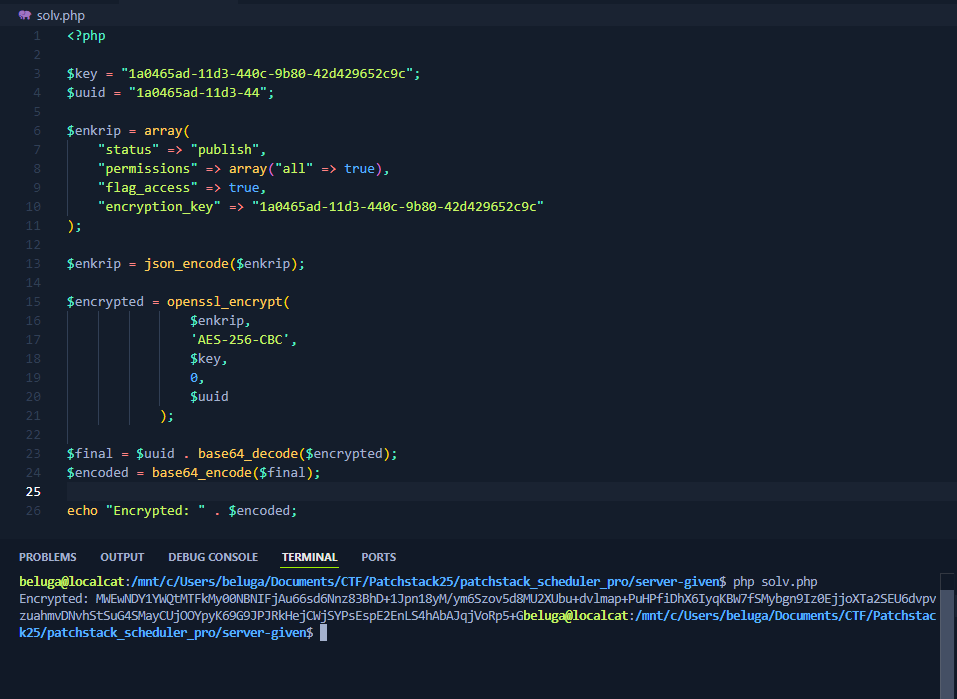 solv.php
1 <?php
2
3 $key = "1a0465ad-11d3-440c-9b80-42d429652c9c";
4 $uuid = "1a0465ad-11d3-44";
5
6 $enkrip = array(
7 "status" => "publish",
8 "permissions" => array("all" => true),
9 "flag_access" => true,
10 "encryption_key" => "1a0465ad-11d3-440c-9b80-42d429652c9c"
11 );
12
13 $enkrip = json_encode($enkrip);
14
15 $encrypted = openssl_encrypt(
16 $enkrip,
17 'AES-256-CBC',
18 $key,
19 0,
20 $uuid
21 );
22
23 $final = $uuid . base64_decode($encrypted);
24 $encoded = base64_encode($final);
25
26 echo "Encrypted: " . $encoded;
PROBLEMS OUTPUT DEBUG CONSOLE TERMINAL PORTS
beluga@localcat:/mnt/c/Users/beluga/Documents/CTF/Patchstack25/patchstack_scheduler_pro/server-given$ php solv.php
Encrypted: MWEwNDY1YWQtMTFkMy00NBNIFjAu66sd6Nnz83BhD+1Jpn18yM/ym6Szov5d8MU2XUbu+dvlmap+PuHPfiDhX6IyqKBW7fSMybgn9Iz0EjjoXTa2SEU6dvpv
zuahmvDNvhStSuG4SMayCUjOOYpyK69G9JPJRkHejCWjSYPsEspE2EnLS4hAbAJqjVoRp5+Gbeluga@localcat:/mnt/c/Users/beluga/Documents/CTF/Patchstac
k25/patchstack_scheduler_pro/server-given$